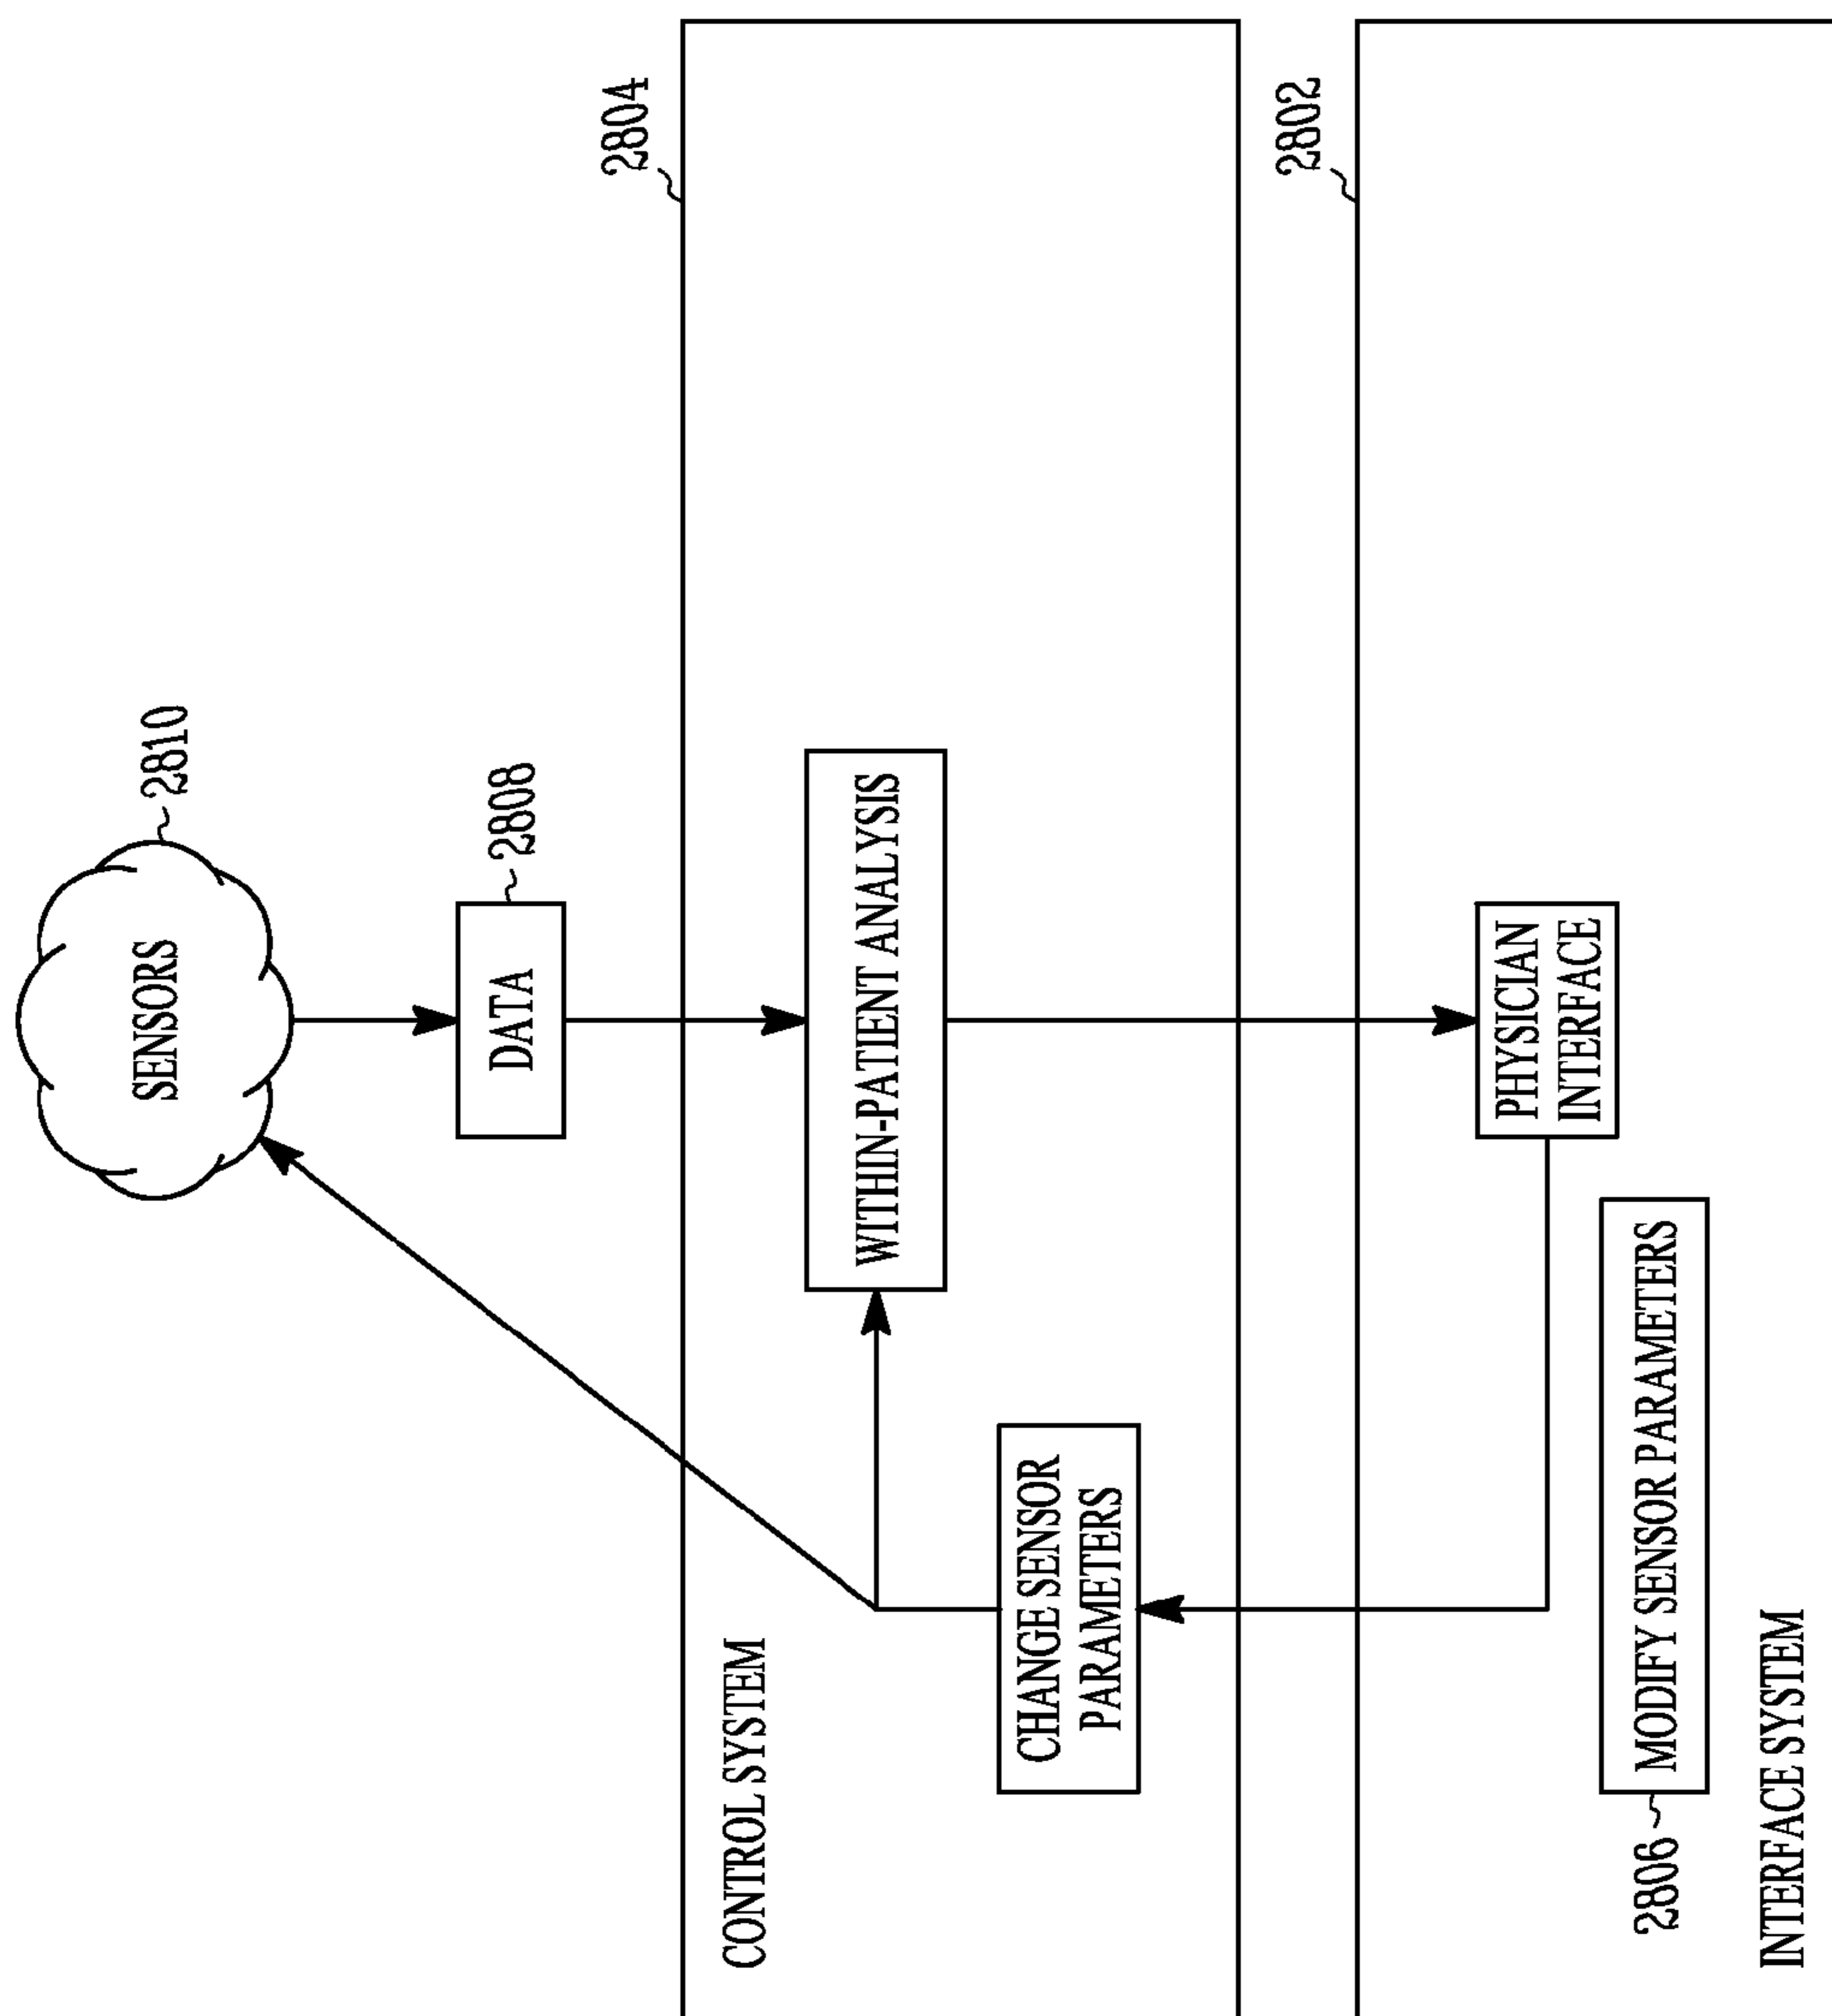 SENSORS
2810
DATA
2808
2804
CONTROL SYSTEM
WITHIN-PATIENT ANALYSIS
CHANGE SENSOR
PARAMETERS
2802
PHYSICIAN
INTERFACE
2806
MODIFY SENSOR PARAMETERS
INTERFACE SYSTEM